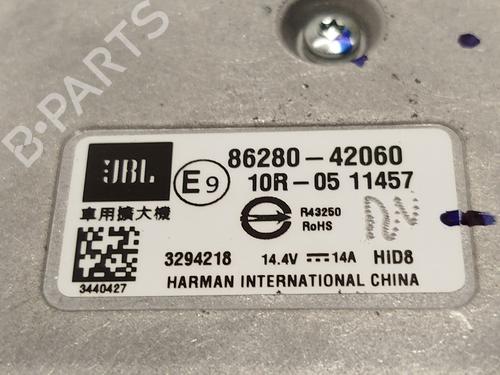 B-PARTS
JBL
E9
86280-42060
10R-05 11457
車用擴大機
R43250
RoHS
3294218 14.4V 14A HiD8
3440427
HARMAN INTERNATIONAL CHINA